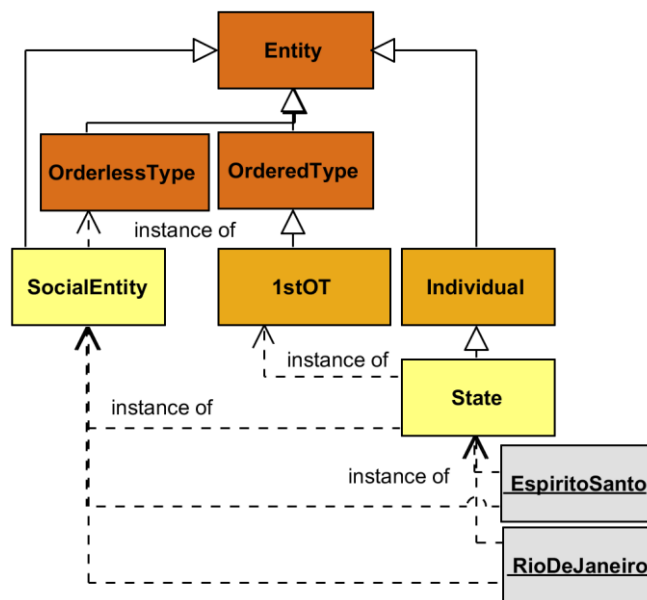 Entity
OrderlessType
OrderedType
instance of
SocialEntity
1stOT
Individual
instance of
State
instance of
instance of
EspiritoSanto
RioDeJaneiro